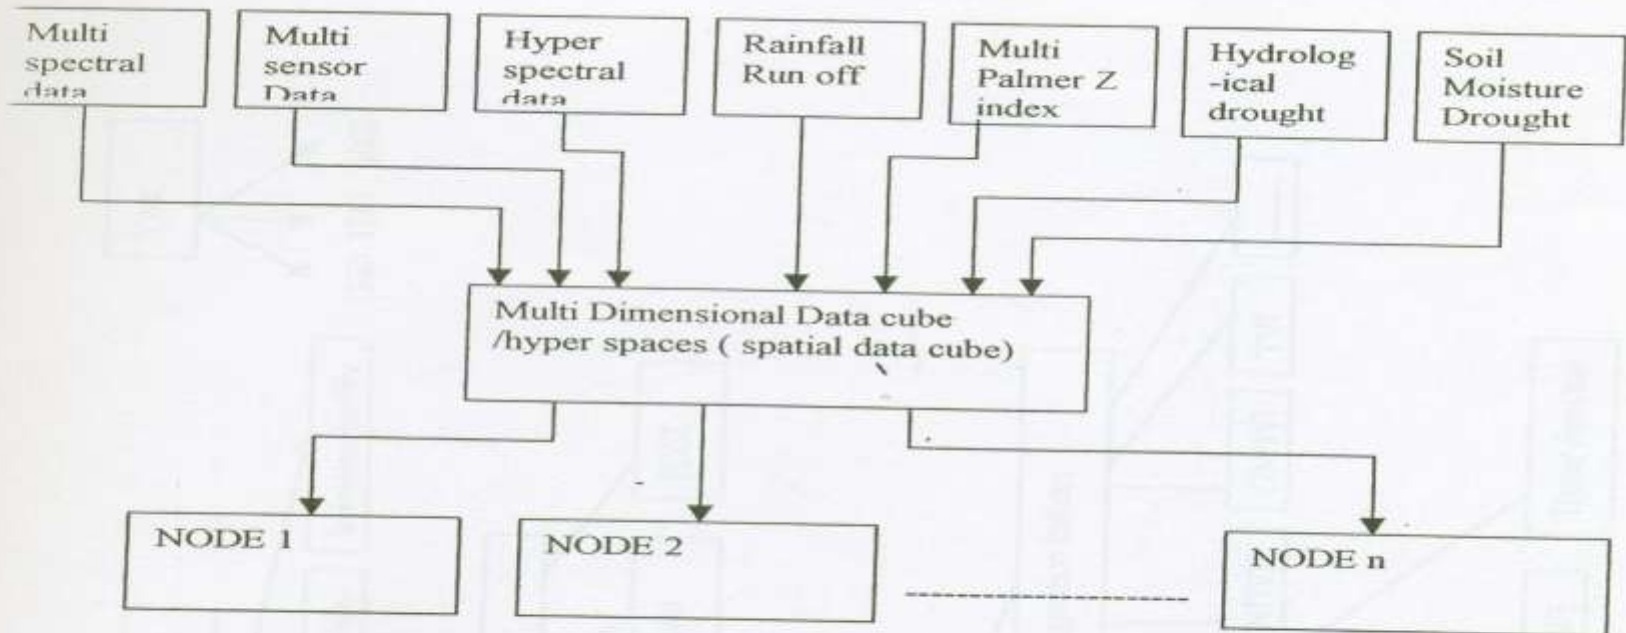 Multi
spectral
data
Multi
sensor
Data
Hyper
spectral
data
Rainfall
Run off
Multi
Palmer Z
index
Hydrolog
-ical
drought
Soil
Moisture
Drought
Multi Dimensional Data cube
/hyper spaces ( spatial data cube)
NODE 1
NODE 2
NODE n